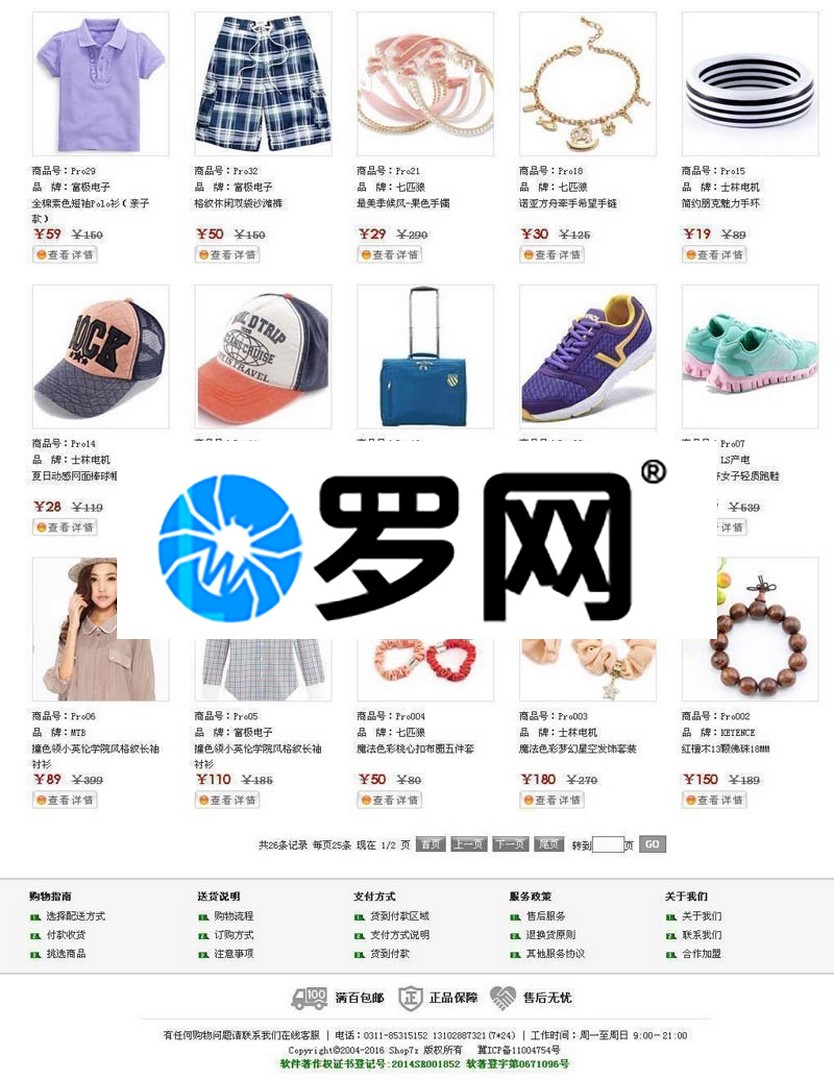 商品号：Pro29
品 牌：富极电子
全棉素色短袖Polo衫（亲子
款）
¥59 ¥150
查看详情
商品号：Pro32
品 牌：富极电子
格纹休闲双袋沙滩裤
¥50 ¥150
查看详情
商品号：Pro21
品 牌：七匹狼
最美季候风-果色手镯
¥29 ¥290
查看详情
商品号：Pro18
品 牌：七匹狼
诺亚方舟牵手希望手链
¥30 ¥125
查看详情
商品号：Pro15
品 牌：士林电机
简约朋克魅力手环
¥19 ¥89
查看详情
ROCK
TRIP
CRUISE
TRAVEL
商品号：Pro14
品 牌：士林电机
夏日动感网面棒球帽
¥28 ¥119
查看详情
Pro07
LS产电
女子轻质跑鞋
¥539
详情
罗网®
商品号：Pro06
品 牌：MTB
撞色领小英伦学院风格纹长袖
衬衫
¥89 ¥399
查看详情
商品号：Pro05
品 牌：富极电子
撞色领小英伦学院风格纹长袖
衬衫
¥110 ¥185
查看详情
商品号：Pro004
品 牌：七匹狼
魔法色彩桃心扣布圈五件套
¥50 ¥80
查看详情
商品号：Pro003
品 牌：士林电机
魔法色彩梦幻星空发饰套装
¥180 ¥270
查看详情
商品号：Pro002
品 牌：KEYENCE
红檀木13颗佛珠18MM
¥150 ¥189
查看详情
共26条记录 每页25条 现在 1/2 页 首页 上一页 下一页 尾页 转到 页 GO
购物指南 送货说明 支付方式 服务政策 关于我们
选择配送方式 购物流程 货到付款区域 售后服务 关于我们
付款收货 订购方式 支付方式说明 退换货原则 联系我们
挑选商品 注意事项 货到付款 其他服务协议 合作加盟
100 满百包邮 正 正品保障 售后无忧
有任何购物问题请联系我们在线客服 | 电话：0311-85315152 13102887321(7*24) | 工作时间：周一至周日 9:00－21:00
Copyright©2004-2016 Shop7z 版权所有 冀ICP备11004754号
软件著作权证书登记号:2014SR001852 软著登字第0671096号